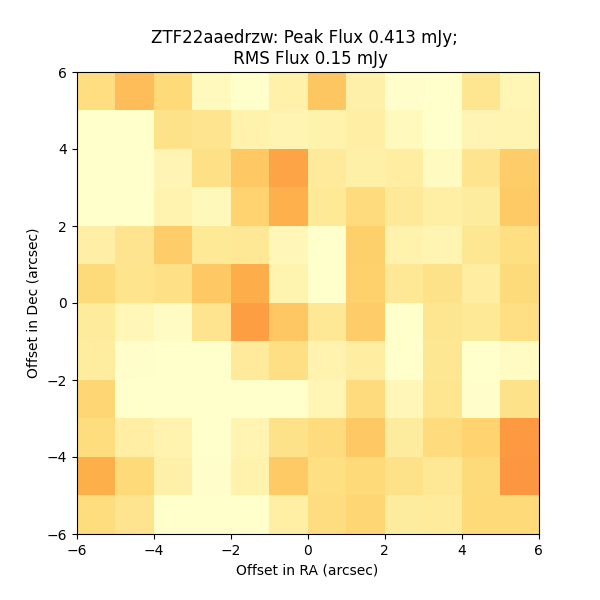 ZTF22aaedrzw: Peak Flux 0.413 mJy;
RMS Flux 0.15 mJy
6
4
2
0
−2
−4
−6
Offset in Dec (arcsec)
−6 −4 −2 0 2 4 6
Offset in RA (arcsec)